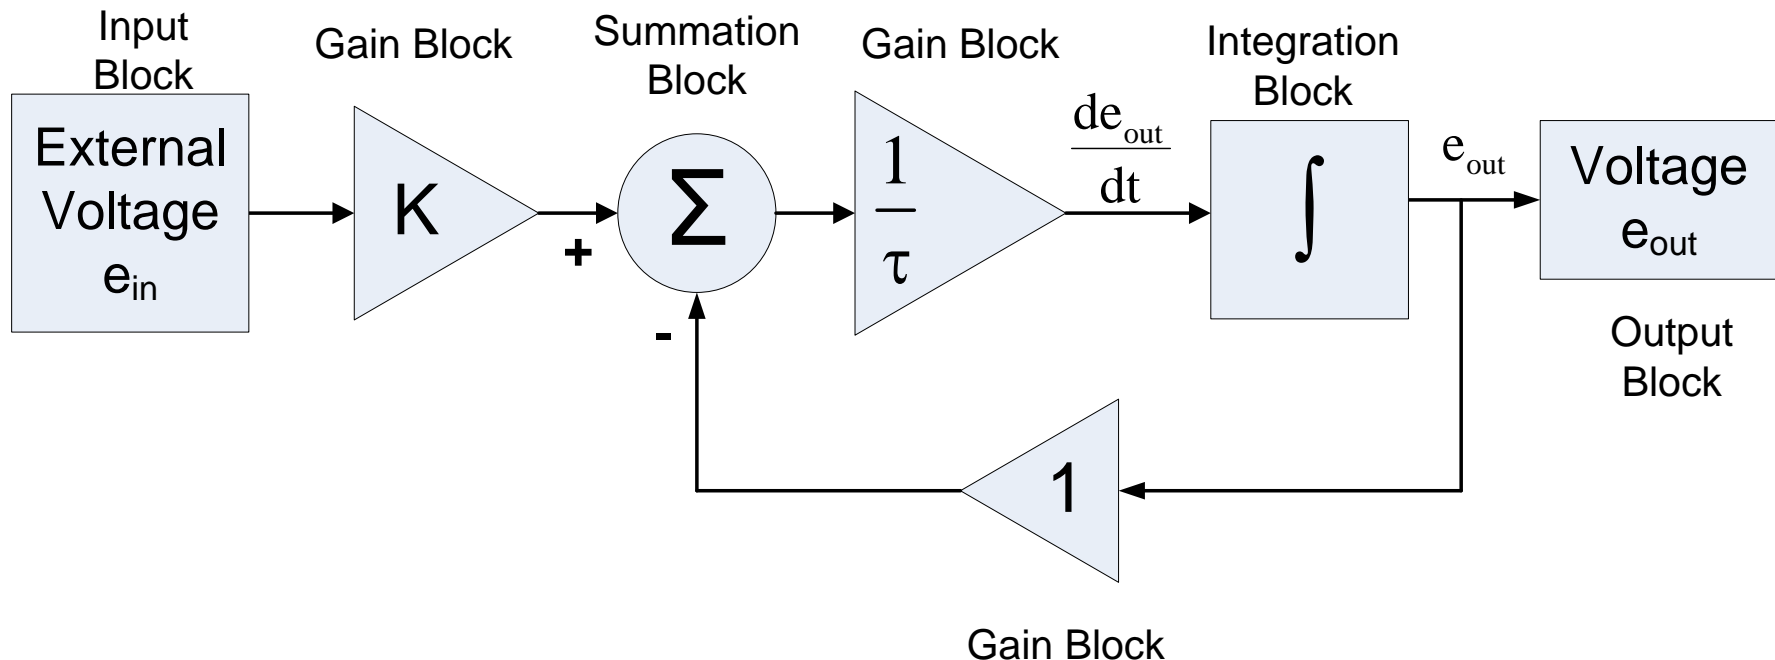 Input
Block
Gain Block
Summation
Block
Gain Block
Integration
Block
External
Voltage
e_in
K
+
Σ
-
1
τ
de_out
dt
∫
e_out
Voltage
e_out
Output
Block
1
Gain Block